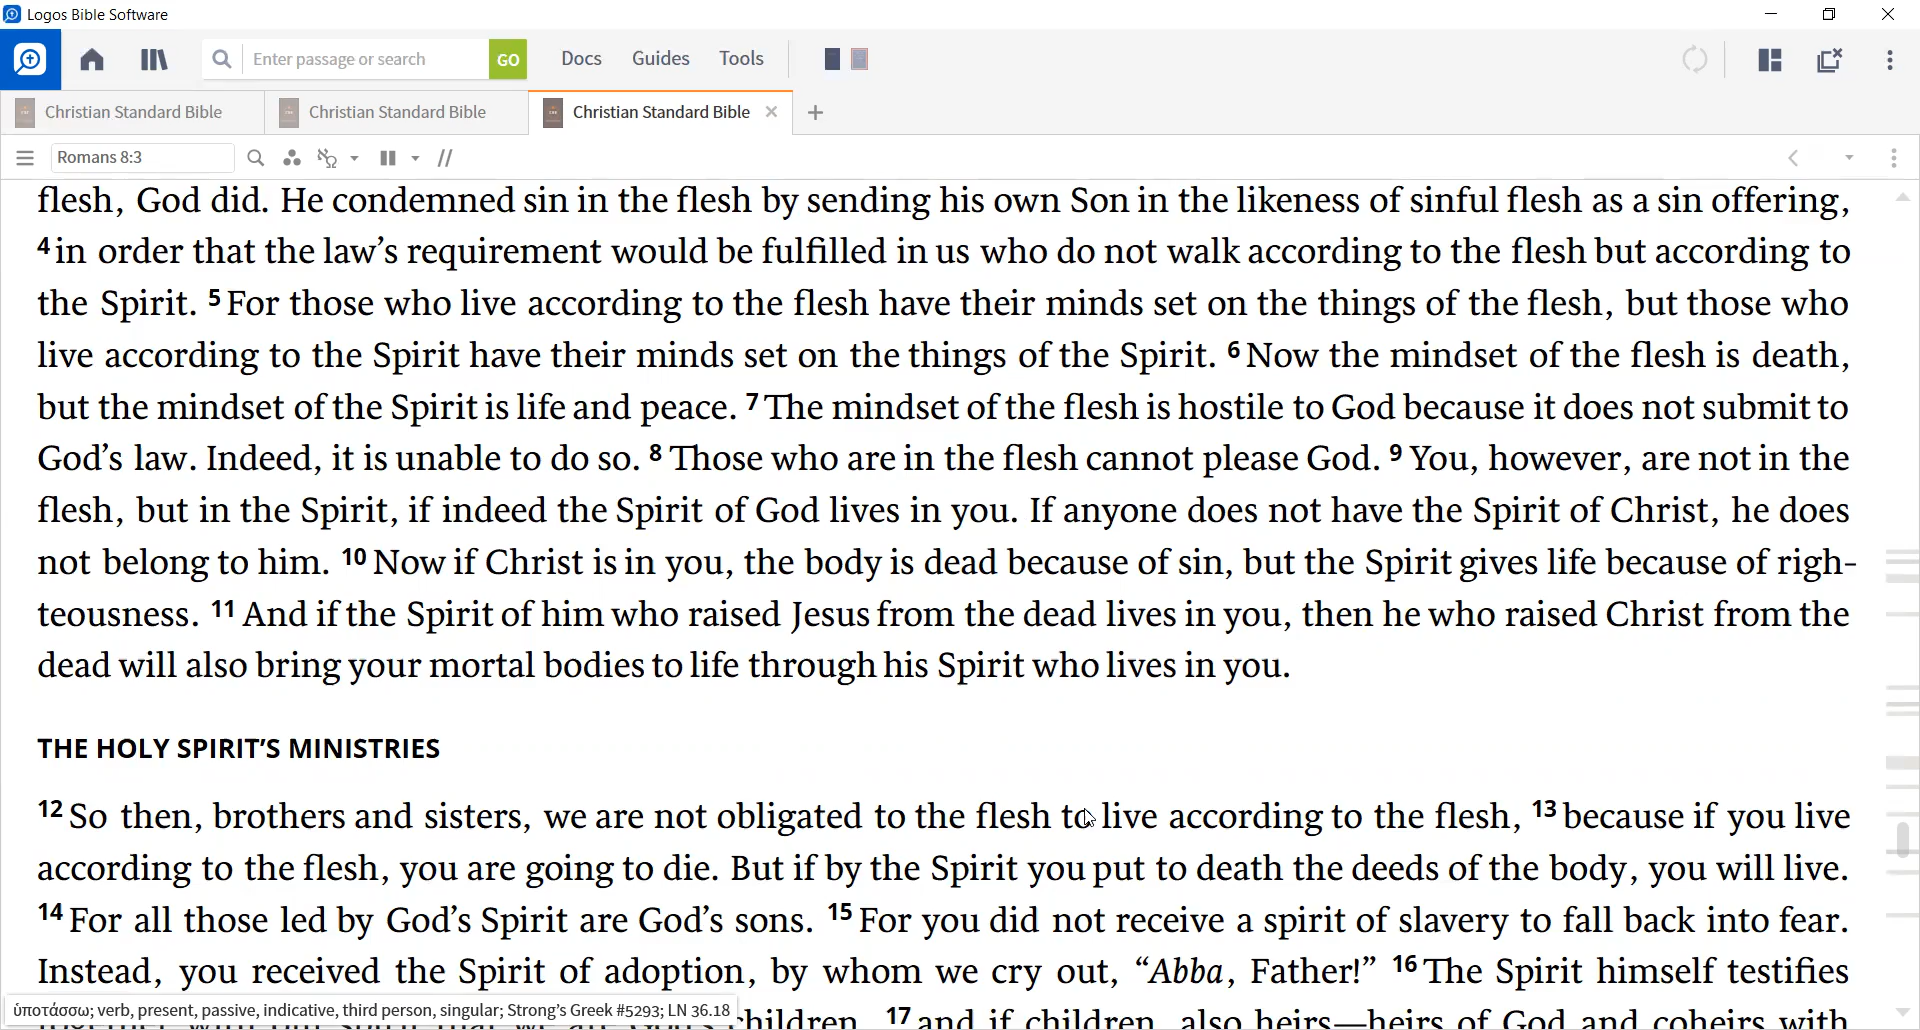 Logos Bible Software
Enter passage or search
GO
Docs
Guides
Tools
Christian Standard Bible
Christian Standard Bible
Christian Standard Bible
Romans 8:3
flesh, God did. He condemned sin in the flesh by sending his own Son in the likeness of sinful flesh as a sin offering,
4 in order that the law’s requirement would be fulfilled in us who do not walk according to the flesh but according to
the Spirit. 5 For those who live according to the flesh have their minds set on the things of the flesh, but those who
live according to the Spirit have their minds set on the things of the Spirit. 6 Now the mindset of the flesh is death,
but the mindset of the Spirit is life and peace. 7 The mindset of the flesh is hostile to God because it does not submit to
God’s law. Indeed, it is unable to do so. 8 Those who are in the flesh cannot please God. 9 You, however, are not in the
flesh, but in the Spirit, if indeed the Spirit of God lives in you. If anyone does not have the Spirit of Christ, he does
not belong to him. 10 Now if Christ is in you, the body is dead because of sin, but the Spirit gives life because of righ-
teousness. 11 And if the Spirit of him who raised Jesus from the dead lives in you, then he who raised Christ from the
dead will also bring your mortal bodies to life through his Spirit who lives in you.
THE HOLY SPIRIT’S MINISTRIES
12 So then, brothers and sisters, we are not obligated to the flesh to live according to the flesh, 13 because if you live
according to the flesh, you are going to die. But if by the Spirit you put to death the deeds of the body, you will live.
14 For all those led by God’s Spirit are God’s sons. 15 For you did not receive a spirit of slavery to fall back into fear.
Instead, you received the Spirit of adoption, by whom we cry out, “Abba, Father!” 16 The Spirit himself testifies
children, 17 and if children, also heirs—heirs of God and coheirs with
ὑποτάσσω; verb, present, passive, indicative, third person, singular; Strong’s Greek #5293; LN 36.18